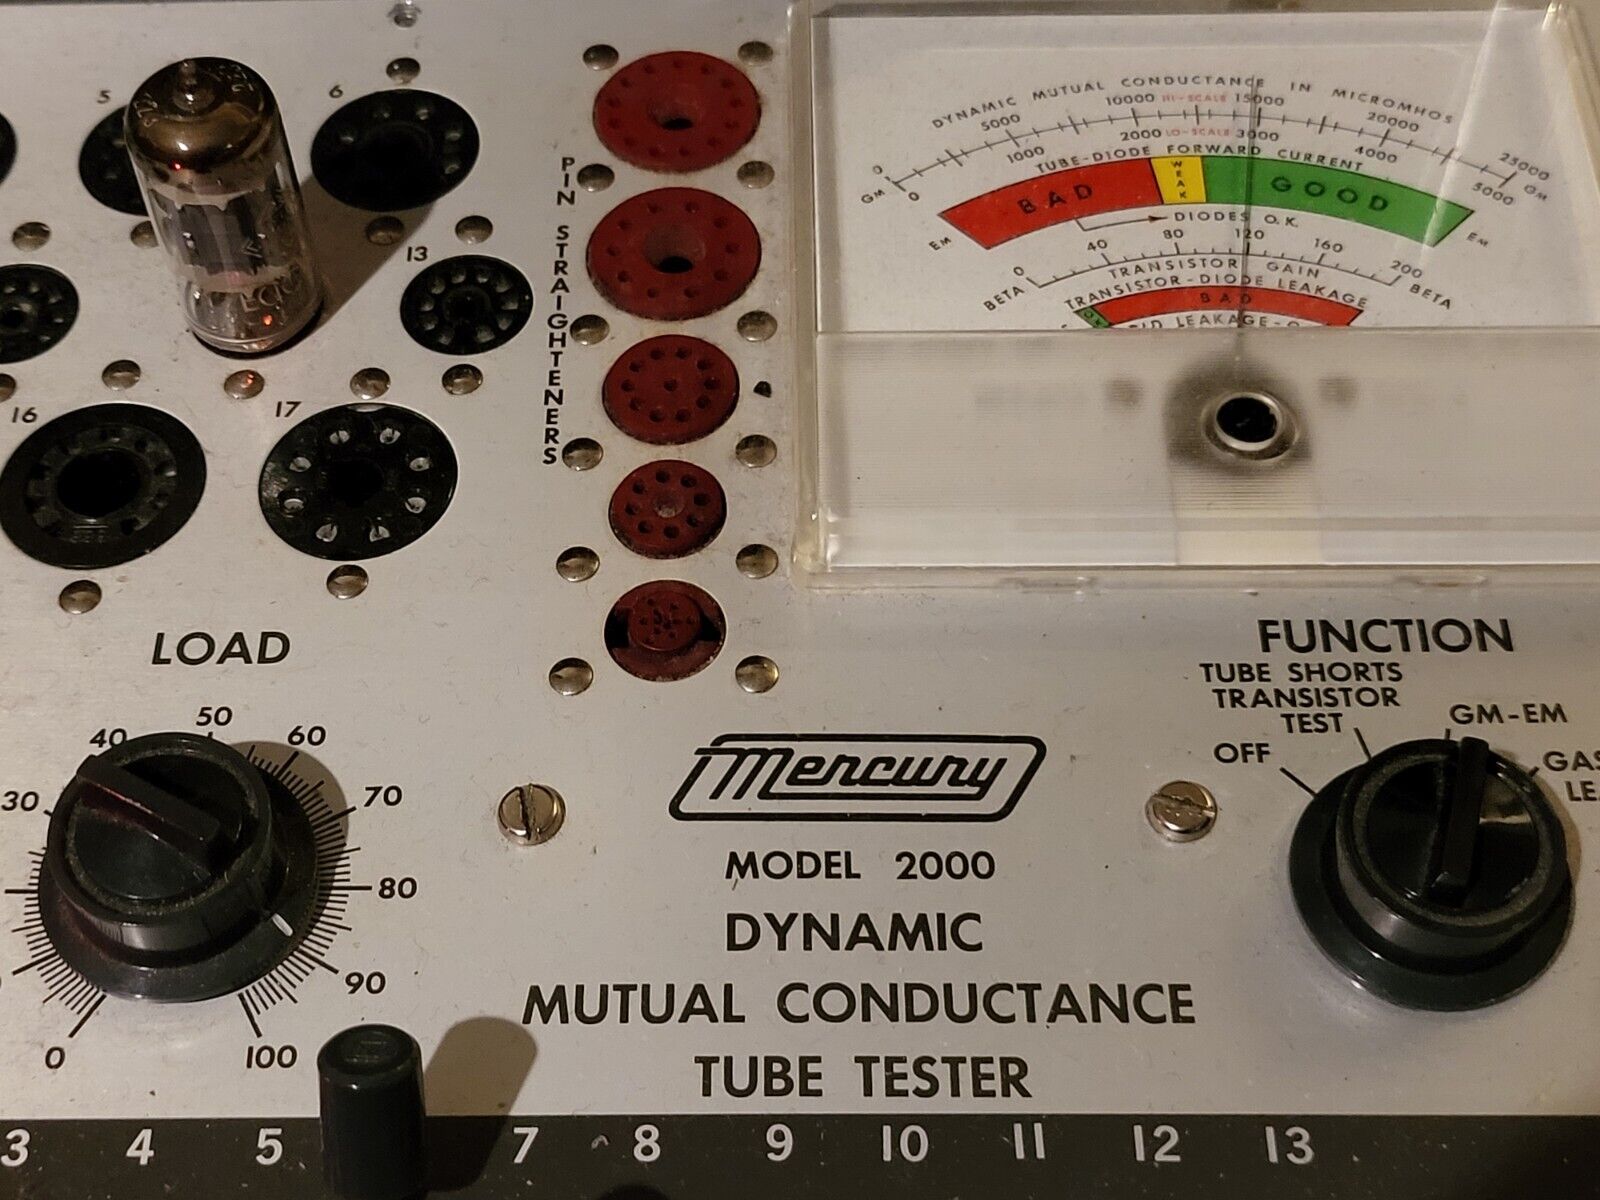 5
6
13
16
17
PIN STRAIGHTENERS
DYNAMIC MUTUAL CONDUCTANCE IN MICROMHOS
5000 10000 HI-SCALE 15000 20000 25000
GM 0 GM
0 1000 2000 LO-SCALE 3000 4000 5000
TUBE-DIODE FORWARD CURRENT
BAD WEAK GOOD
EM DIODES O.K. EM
0 40 80 120 160 200
BETA TRANSISTOR GAIN BETA
TRANSISTOR-DIODE LEAKAGE
OK BAD
LEAKAGE-
LOAD
0 30 40 50 60 70 80 90 100
FUNCTION
OFF
TUBE SHORTS
TRANSISTOR
TEST
GM-EM
GAS
Mercury
MODEL 2000
DYNAMIC
MUTUAL CONDUCTANCE
TUBE TESTER
3 4 5 7 8 9 10 11 12 13